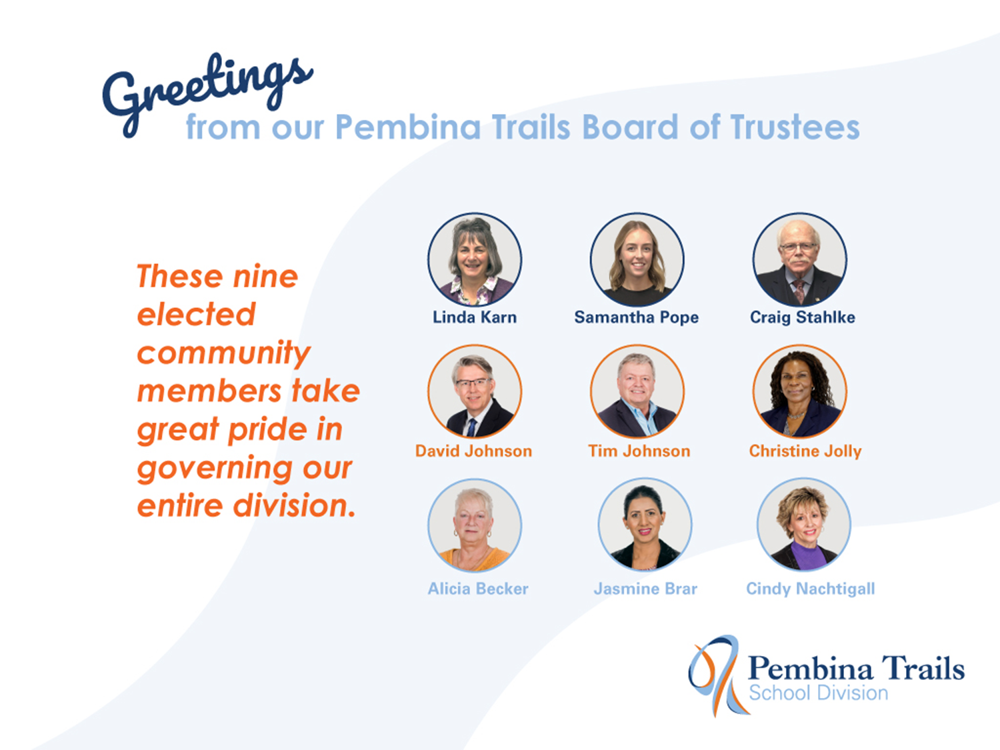 Greetings
from our Pembina Trails Board of Trustees
These nine
elected
community
members take
great pride in
governing our
entire division.
Linda Karn
Samantha Pope
Craig Stahlke
David Johnson
Tim Johnson
Christine Jolly
Alicia Becker
Jasmine Brar
Cindy Nachtigall
Pembina Trails
School Division